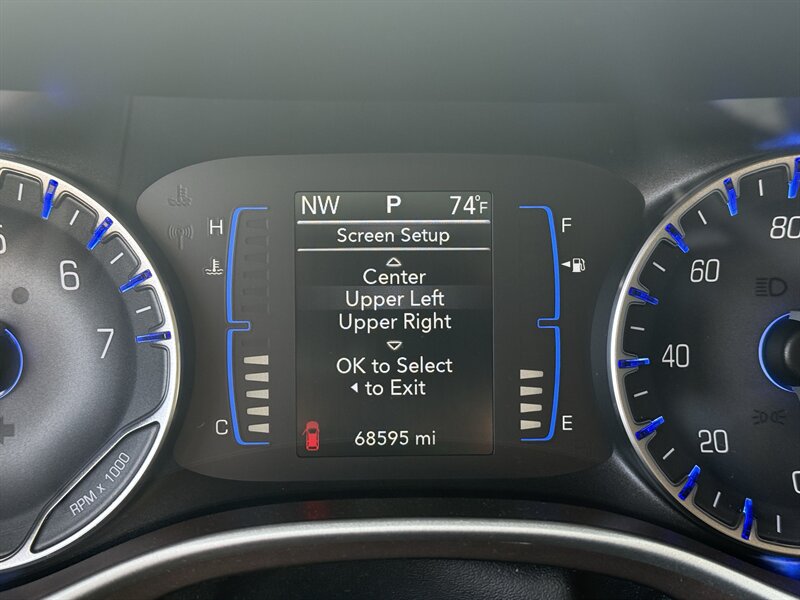 NW P 74°F
Screen Setup
Center
Upper Left
Upper Right
OK to Select
to Exit
68595 mi
H
C
F
E
6
7
RPM x 1000
80
60
40
20
0